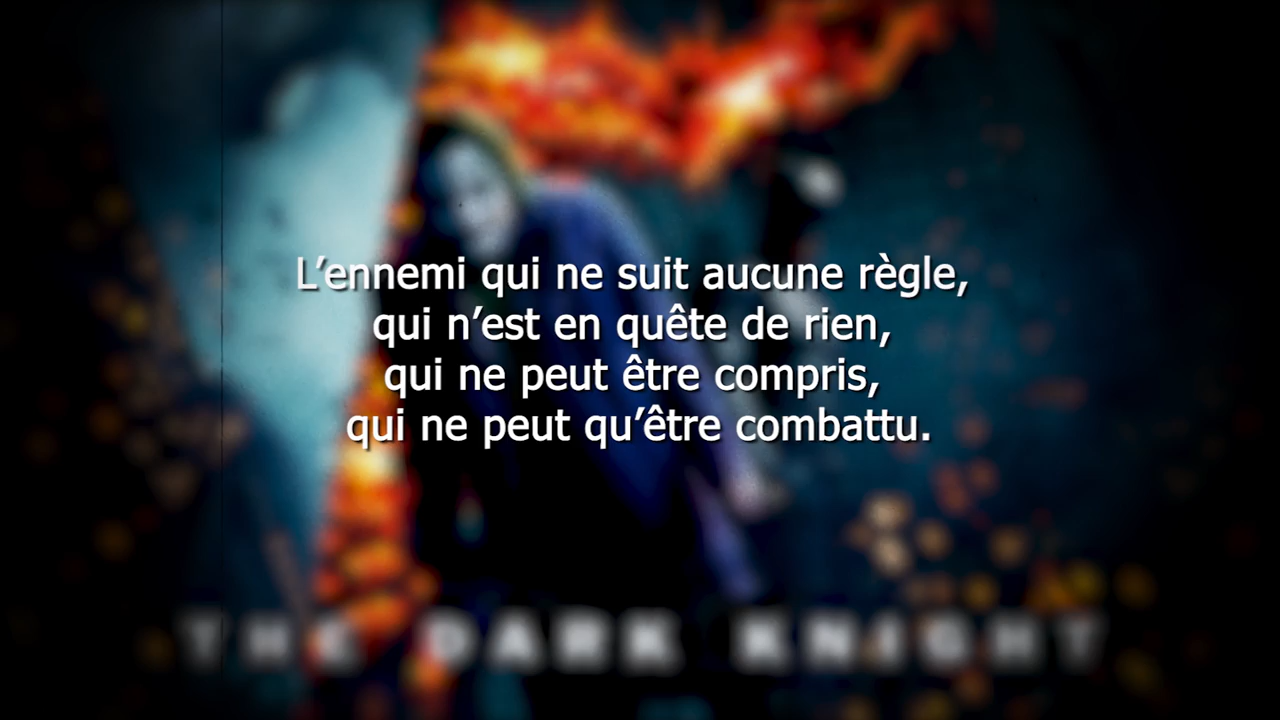 L’ennemi qui ne suit aucune règle,
qui n’est en quête de rien,
qui ne peut être compris,
qui ne peut qu’être combattu.
THE DARK KNIGHT